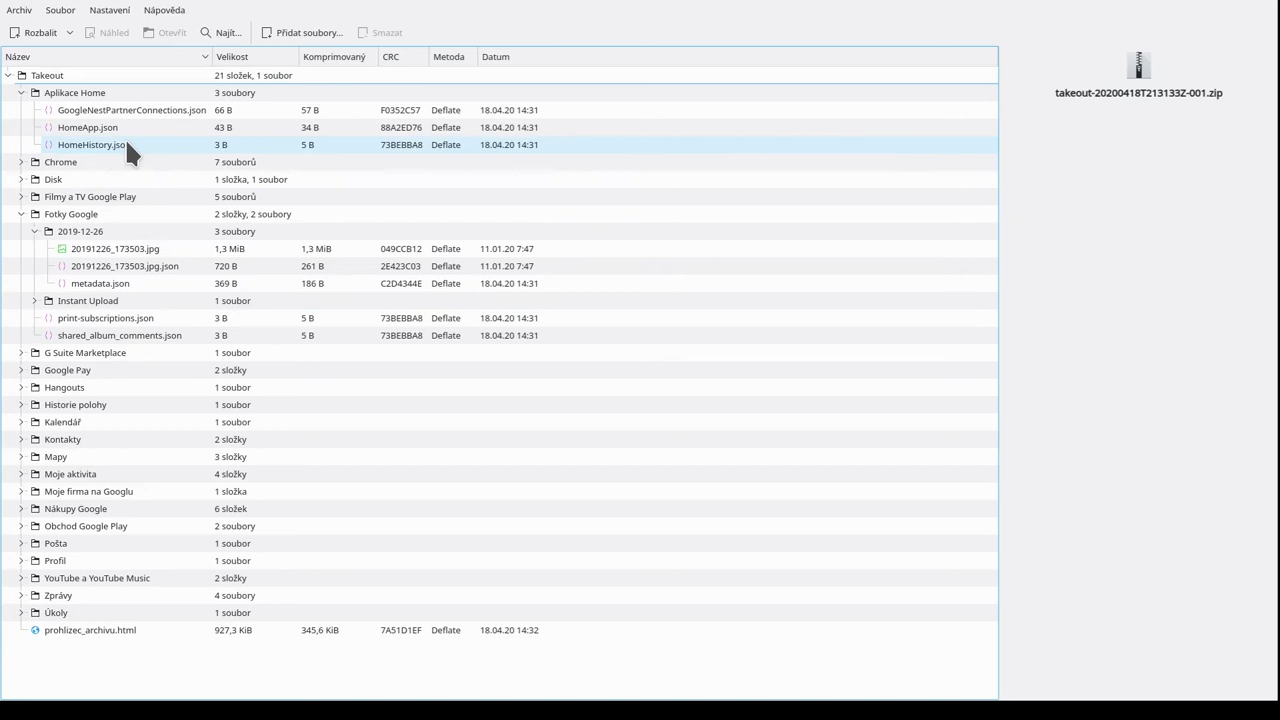 Archiv Soubor Nastavení Nápověda
Rozbalit Náhled Otevřít Najít... Přidat soubory... Smazat
Název Velikost Komprimovaný CRC Metoda Datum
Takeout 21 složek, 1 soubor
Aplikace Home 3 soubory
GoogleNestPartnerConnections.json 66 B 57 B F0352C57 Deflate 18.04.20 14:31
HomeApp.json 43 B 34 B 88A2ED76 Deflate 18.04.20 14:31
HomeHistory.jso 3 B 5 B 73BEBBA8 Deflate 18.04.20 14:31
Chrome 7 souborů
Disk 1 složka, 1 soubor
Filmy a TV Google Play 5 souborů
Fotky Google 2 složky, 2 soubory
2019-12-26 3 soubory
20191226_173503.jpg 1,3 MiB 1,3 MiB 049CCB12 Deflate 11.01.20 7:47
20191226_173503.jpg.json 720 B 261 B 2E423C03 Deflate 11.01.20 7:47
metadata.json 369 B 186 B C2D4344E Deflate 18.04.20 14:31
Instant Upload 1 soubor
print-subscriptions.json 3 B 5 B 73BEBBA8 Deflate 18.04.20 14:31
shared_album_comments.json 3 B 5 B 73BEBBA8 Deflate 18.04.20 14:31
G Suite Marketplace 1 soubor
Google Pay 2 složky
Hangouts 1 soubor
Historie polohy 1 soubor
Kalendář 1 soubor
Kontakty 2 složky
Mapy 3 složky
Moje aktivita 4 složky
Moje firma na Googlu 1 složka
Nákupy Google 6 složek
Obchod Google Play 2 soubory
Pošta 1 soubor
Profil 1 soubor
YouTube a YouTube Music 2 složky
Zprávy 4 soubory
Úkoly 1 soubor
prohlizec_archivu.html 927,3 KiB 345,6 KiB 7A51D1EF Deflate 18.04.20 14:32
takeout-20200418T213133Z-001.zip